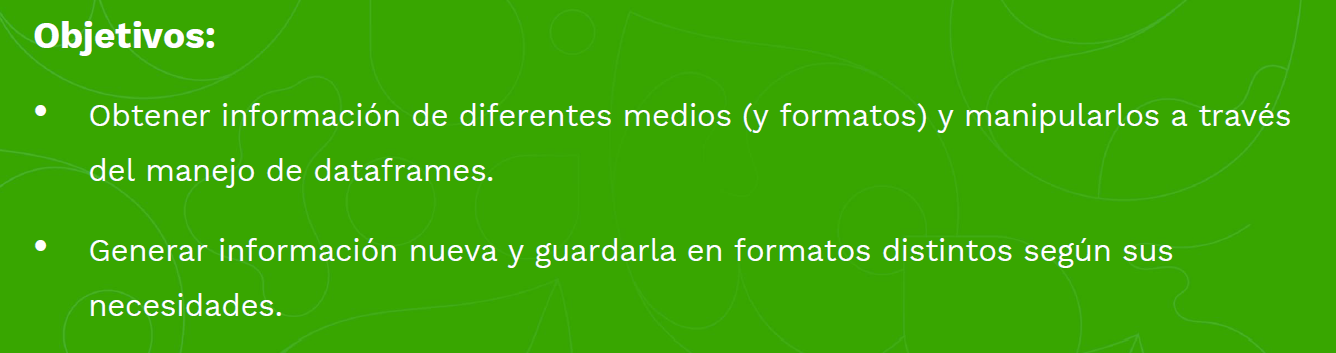 Objetivos:
• Obtener información de diferentes medios (y formatos) y manipularlos a través
del manejo de dataframes.
• Generar información nueva y guardarla en formatos distintos según sus
necesidades.